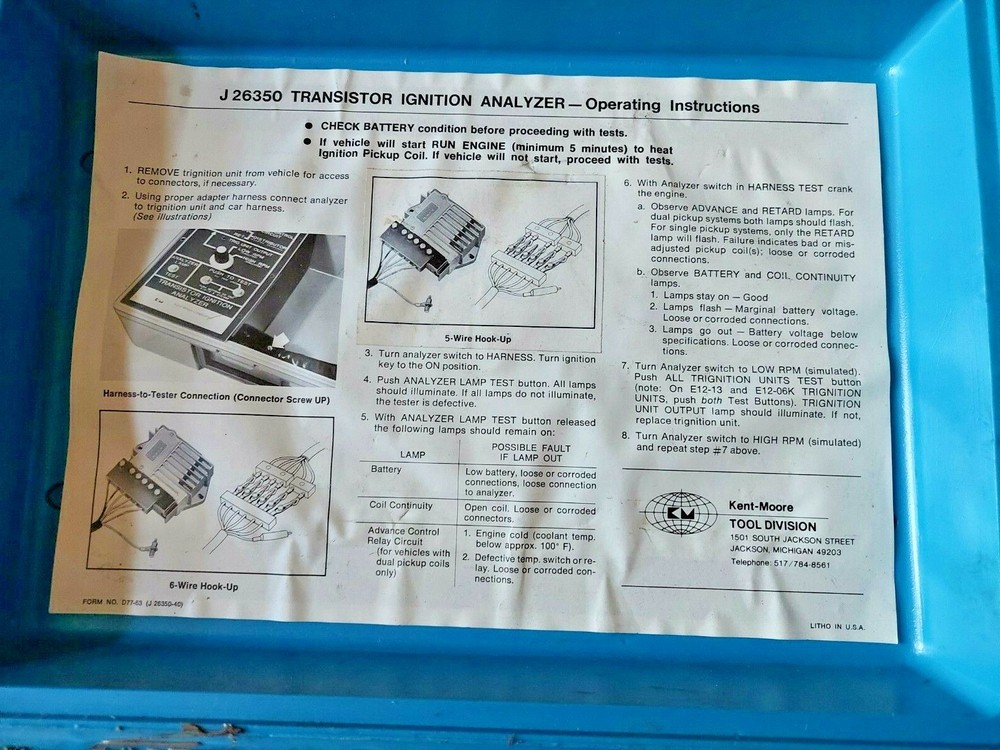 J 26350 TRANSISTOR IGNITION ANALYZER — Operating Instructions
● CHECK BATTERY condition before proceeding with tests.
● If vehicle will start RUN ENGINE (minimum 5 minutes) to heat
Ignition Pickup Coil. If vehicle will not start, proceed with tests.
1. REMOVE trignition unit from vehicle for access
to connectors, if necessary.
2. Using proper adapter harness connect analyzer
to trignition unit and car harness.
(See illustrations)
PUSH TO TEST
TRANSISTOR IGNITION
ANALYZER
Harness-to-Tester Connection (Connector Screw UP)
6-Wire Hook-Up
FORM NO. D77-63 (J 26350-40)
5-Wire Hook-Up
3. Turn analyzer switch to HARNESS. Turn ignition
key to the ON position.
4. Push ANALYZER LAMP TEST button. All lamps
should illuminate. If all lamps do not illuminate,
the tester is defective.
5. With ANALYZER LAMP TEST button released
the following lamps should remain on:
LAMP
POSSIBLE FAULT
IF LAMP OUT
Battery
Low battery, loose or corroded
connections, loose connection
to analyzer.
Coil Continuity
Open coil. Loose or corroded
connectors.
Advance Control
Relay Circuit
(for vehicles with
dual pickup coils
only)
1. Engine cold (coolant temp.
below approx. 100° F).
2. Defective temp. switch or re-
lay. Loose or corroded con-
nections.
6. With Analyzer switch in HARNESS TEST crank
the engine.
a. Observe ADVANCE and RETARD lamps. For
dual pickup systems both lamps should flash.
For single pickup systems, only the RETARD
lamp will flash. Failure indicates bad or mis-
adjusted pickup coil(s); loose or corroded
connections.
b. Observe BATTERY and COIL CONTINUITY
lamps.
1. Lamps stay on — Good
2. Lamps flash — Marginal battery voltage.
Loose or corroded connections.
3. Lamps go out — Battery voltage below
specifications. Loose or corroded connec-
tions.
7. Turn Analyzer switch to LOW RPM (simulated).
Push ALL TRIGNITION UNITS TEST button
(note: On E12-13 and E12-06K TRIGNITION
UNITS, push both Test Buttons). TRIGNITION
UNIT OUTPUT lamp should illuminate. If not,
replace trignition unit.
8. Turn Analyzer switch to HIGH RPM (simulated)
and repeat step #7 above.
KM
Kent-Moore
TOOL DIVISION
1501 SOUTH JACKSON STREET
JACKSON, MICHIGAN 49203
Telephone: 517/784-8561
LITHO IN U.S.A.